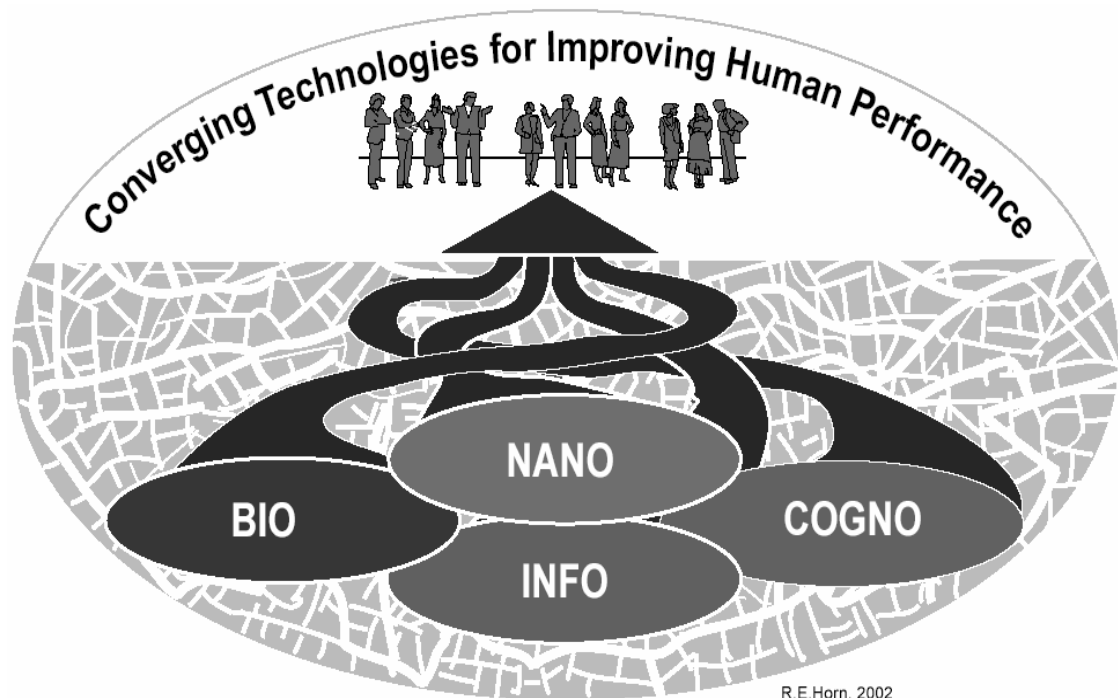 Converging Technologies for Improving Human Performance
NANO
BIO
COGNO
INFO
R.E.Horn, 2002